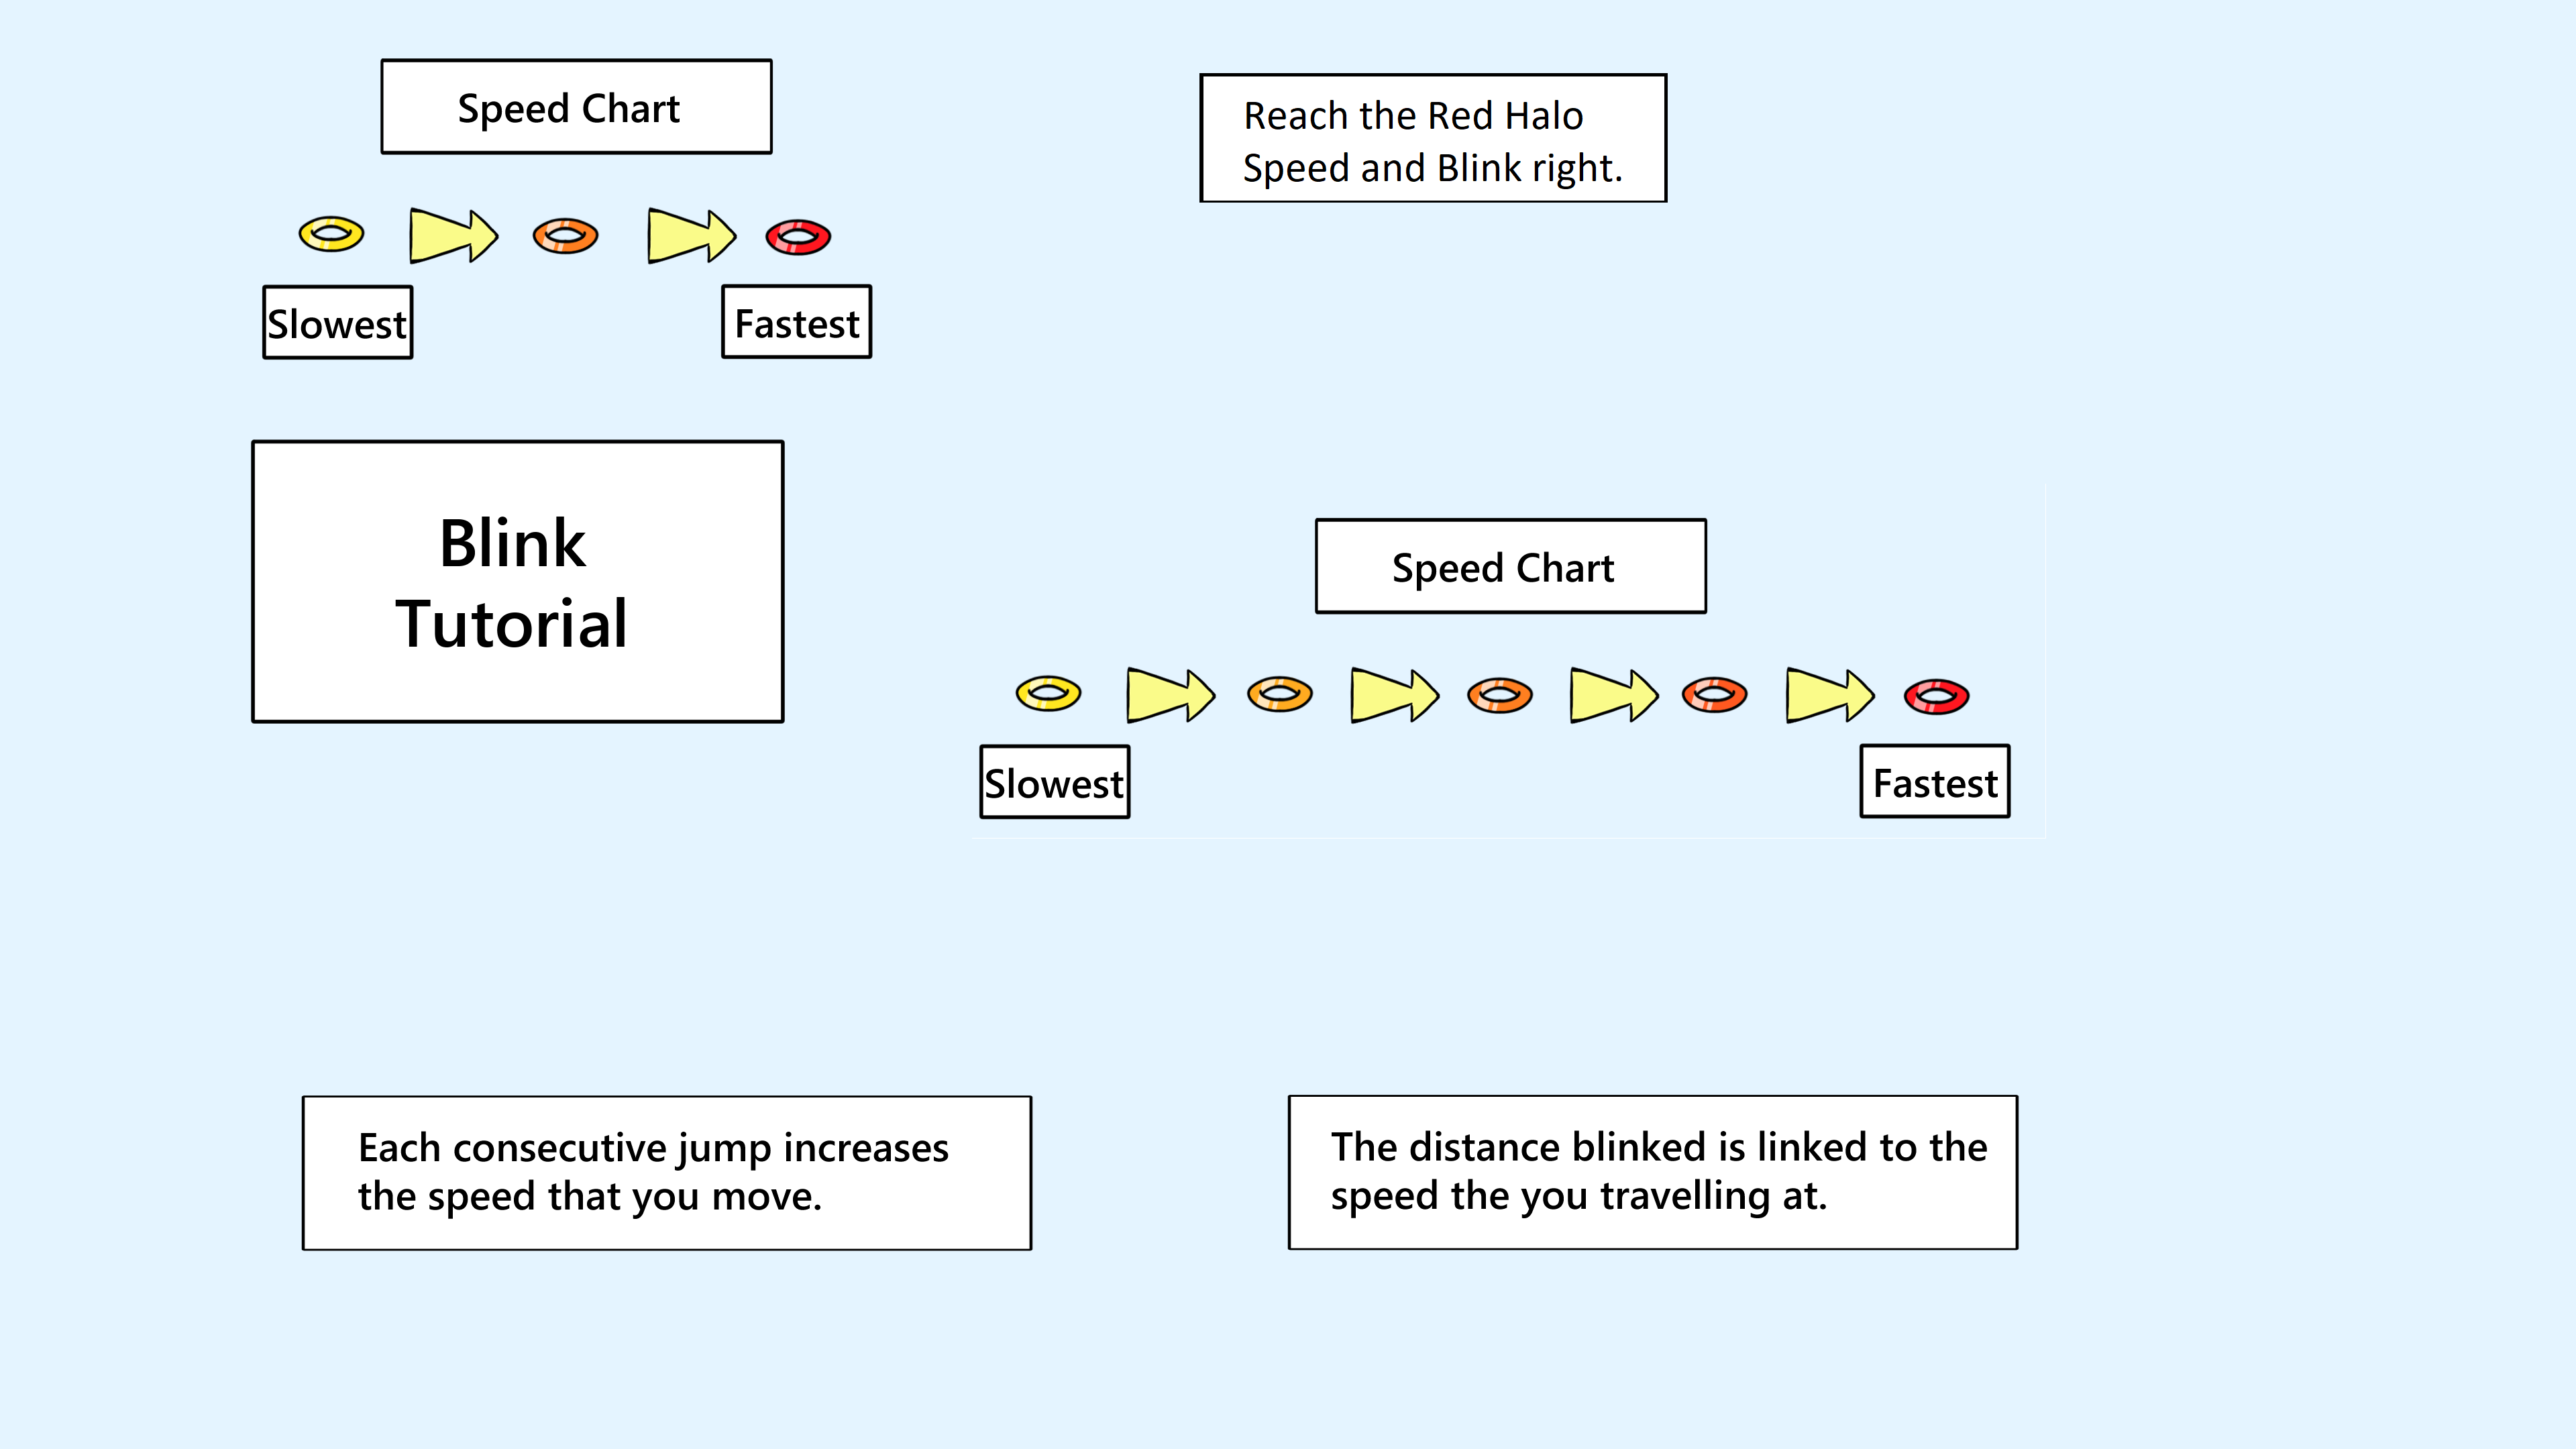 Speed Chart
Slowest
Fastest
Reach the Red Halo
Speed and Blink right.
Blink
Tutorial
Speed Chart
Slowest
Fastest
Each consecutive jump increases
the speed that you move.
The distance blinked is linked to the
speed the you travelling at.